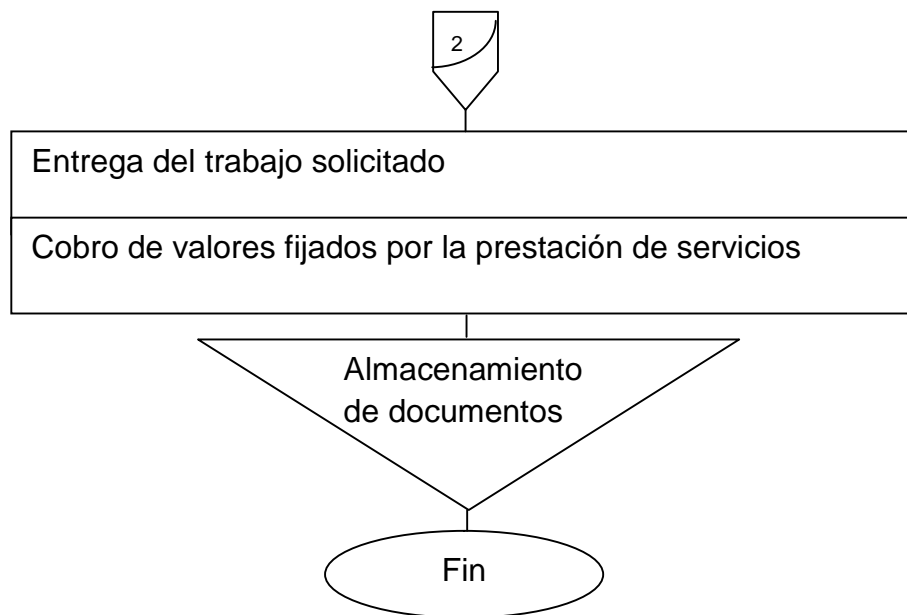 2
Entrega del trabajo solicitado
Cobro de valores fijados por la prestación de servicios
Almacenamiento
de documentos
Fin